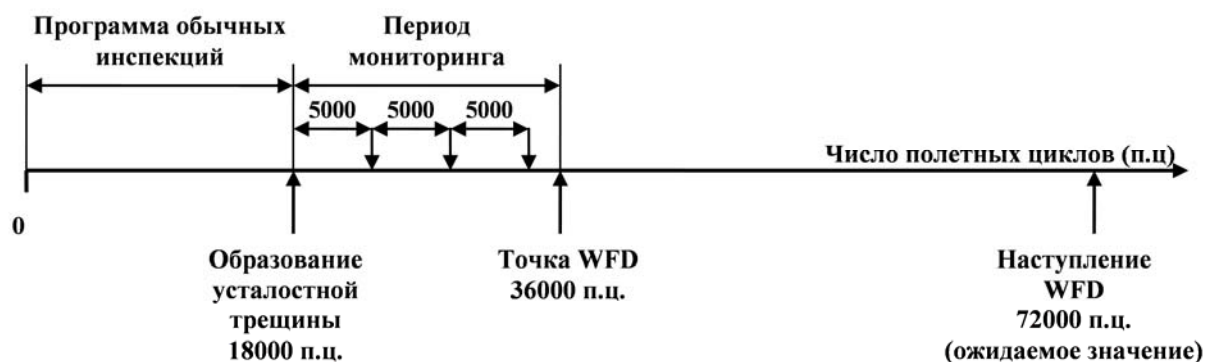 Программа обычных
инспекций
Период
мониторинга
5000
5000
5000
Число полетных циклов (п.ц)
0
Образование
усталостной
трещины
18000 п.ц.
Точка WFD
36000 п.ц.
Наступление
WFD
72000 п.ц.
(ожидаемое значение)